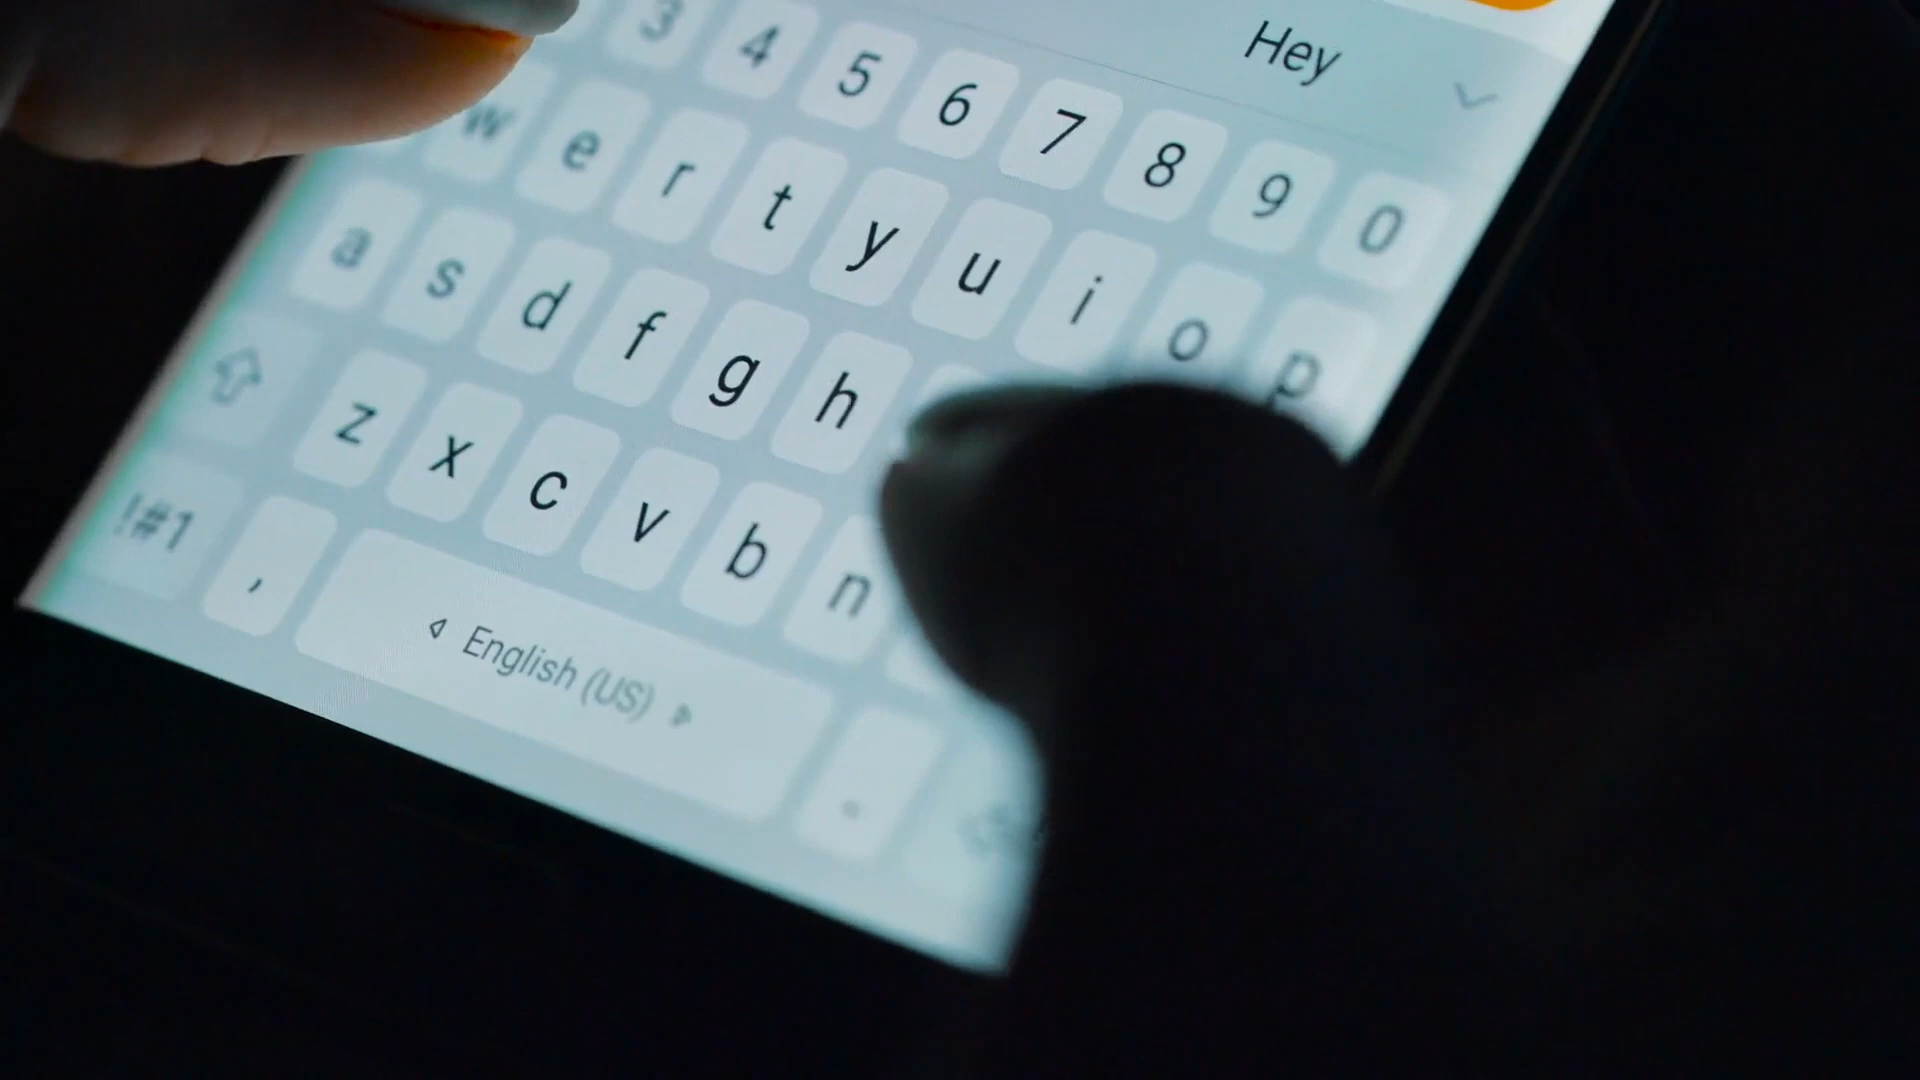 Hey
3 4 5 6 7 8 9 0
w e r t y u i o p
a s d f g h
z x c v b n
!#1 , English (US) .